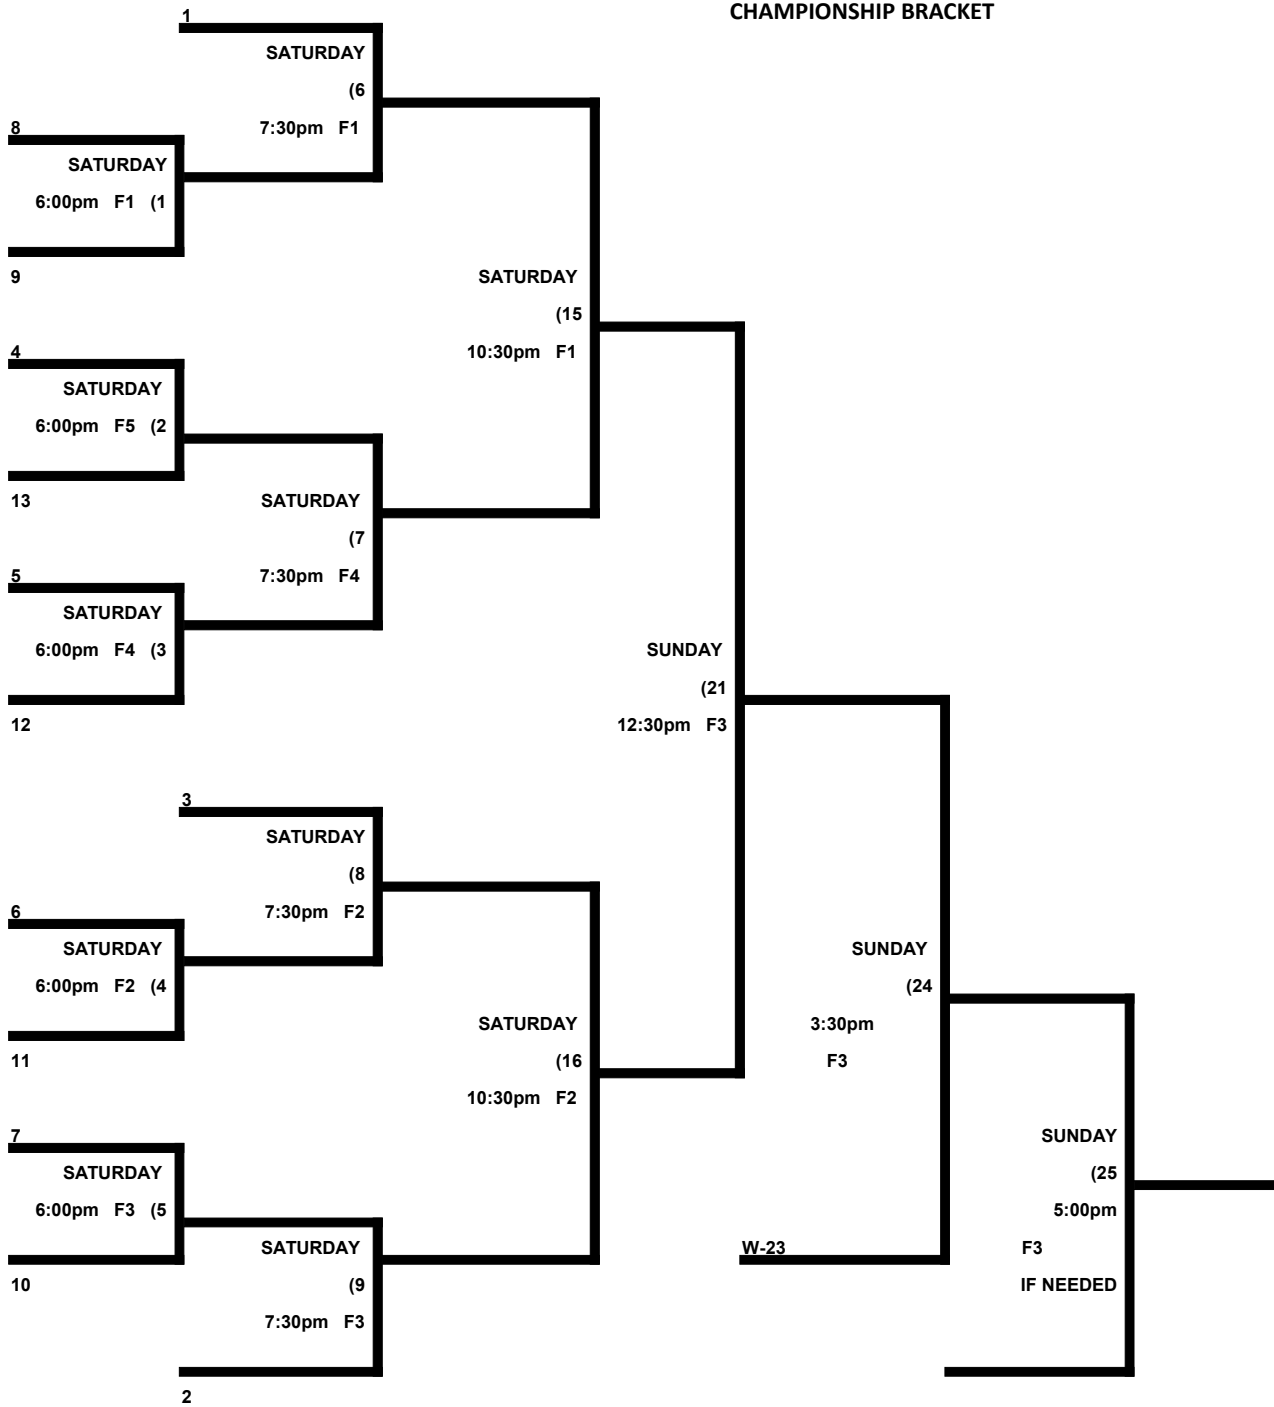 CHAMPIONSHIP BRACKET
1
SATURDAY
(6
7:30pm F1
8
SATURDAY
6:00pm F1 (1
9
SATURDAY
(15
10:30pm F1
4
SATURDAY
6:00pm F5 (2
13
SATURDAY
(7
7:30pm F4
5
SATURDAY
6:00pm F4 (3
12
SUNDAY
(21
12:30pm F3
3
SATURDAY
(8
7:30pm F2
6
SATURDAY
6:00pm F2 (4
11
SUNDAY
(24
3:30pm
F3
SATURDAY
(16
10:30pm F2
7
SATURDAY
6:00pm F3 (5
10
SUNDAY
(25
5:00pm
F3
IF NEEDED
W-23
SATURDAY
(9
7:30pm F3
2